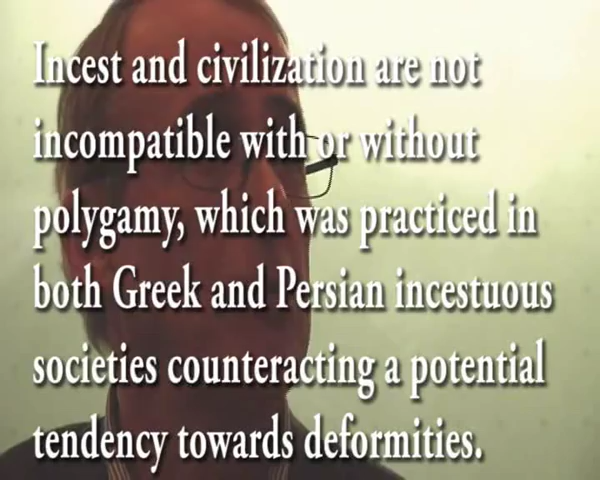 Incest and civilization are not
incompatible with or without
polygamy, which was practiced in
both Greek and Persian incestuous
societies counteracting a potential
tendency towards deformities.